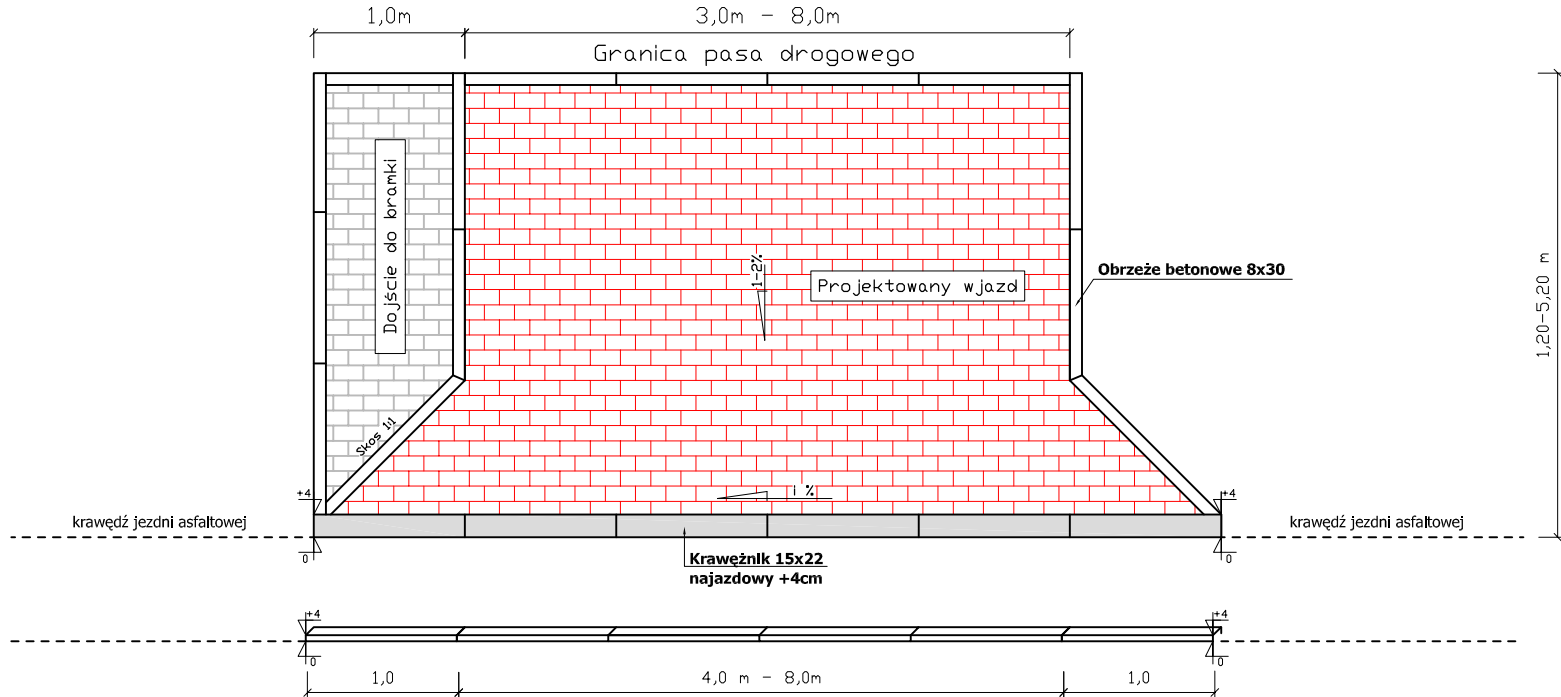 1,0m
3,0m - 8,0m
Granica pasa drogowego
Dojście do bramki
1-2%
Projektowany wjazd
Obrzeże betonowe 8x30
1,20-5,20 m
Skos 1:1
i %
+4
+4
krawędź jezdni asfaltowej
krawędź jezdni asfaltowej
0
0
Krawężnik 15x22
najazdowy +4cm
+4
+4
0
0
1,0
4,0 m - 8,0m
1,0